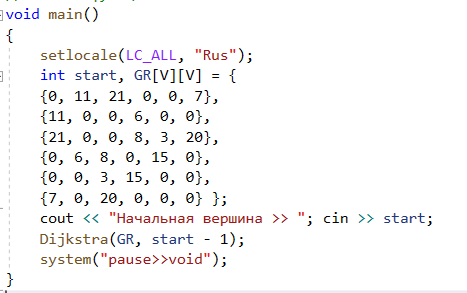 void main()
{
setlocale(LC_ALL, "Rus");
int start, GR[V][V] = {
{0, 11, 21, 0, 0, 7},
{11, 0, 0, 6, 0, 0},
{21, 0, 0, 8, 3, 20},
{0, 6, 8, 0, 15, 0},
{0, 0, 3, 15, 0, 0},
{7, 0, 20, 0, 0, 0} };
cout << "Начальная вершина >> "; cin >> start;
Dijkstra(GR, start - 1);
system("pause>>void");
}